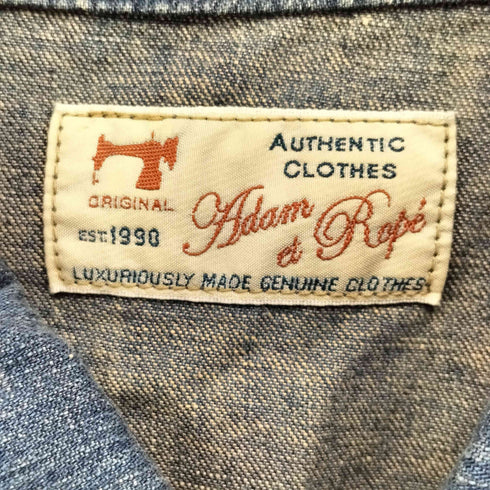 AUTHENTIC
CLOTHES
ORIGINAL
Adam
et Ropé
EST:1990
LUXURIOUSLY MADE GENUINE CLOTHES